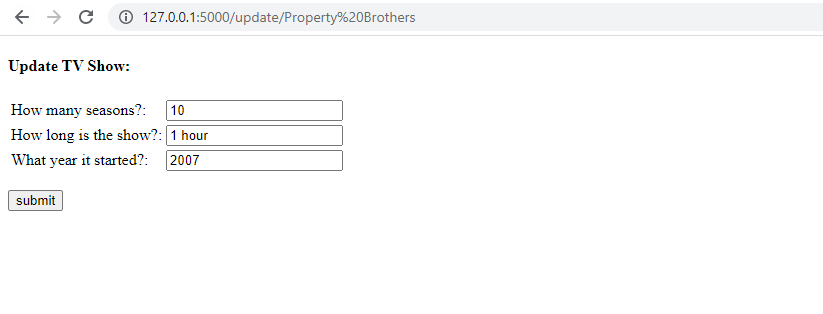 127.0.0.1:5000/update/Property%20Brothers
Update TV Show:
How many seasons?: 10
How long is the show?: 1 hour
What year it started?: 2007
submit